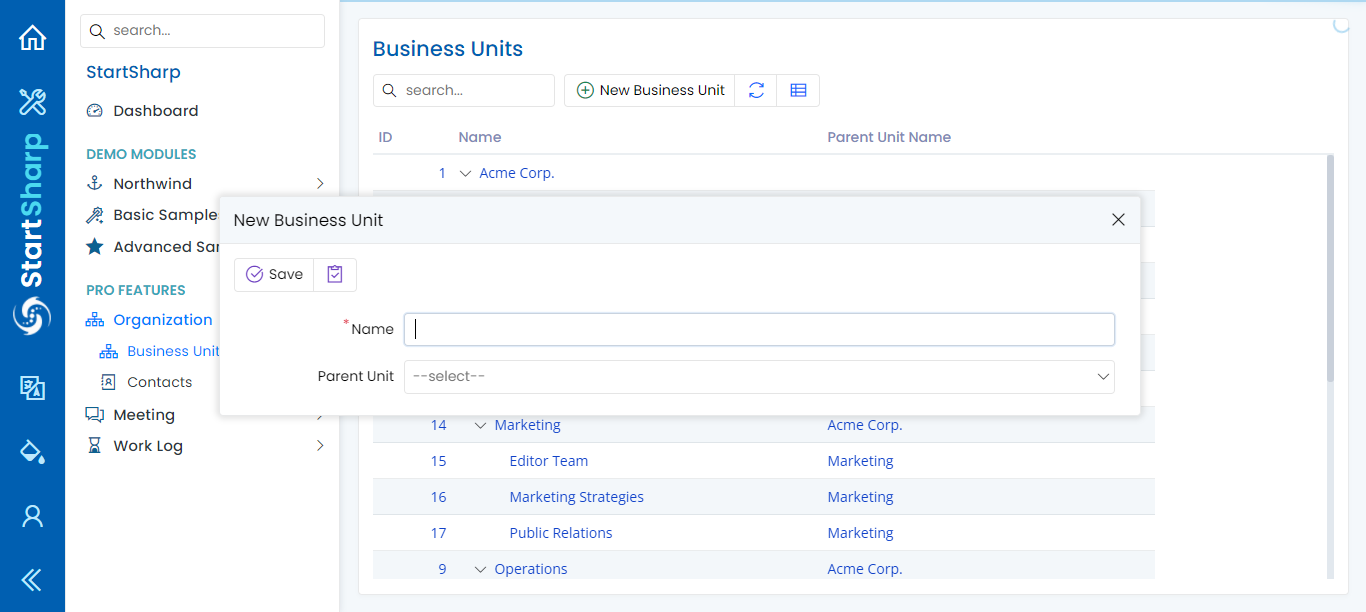 search...
StartSharp
Dashboard
DEMO MODULES
Northwind
Basic Sample
Advanced Sa
PRO FEATURES
Organization
Business Unit
Contacts
Meeting
Work Log
StartSharp
Business Units
search...
New Business Unit
ID Name Parent Unit Name
1 Acme Corp.
New Business Unit
Save
* Name
Parent Unit --select--
14 Marketing Acme Corp.
15 Editor Team Marketing
16 Marketing Strategies Marketing
17 Public Relations Marketing
9 Operations Acme Corp.